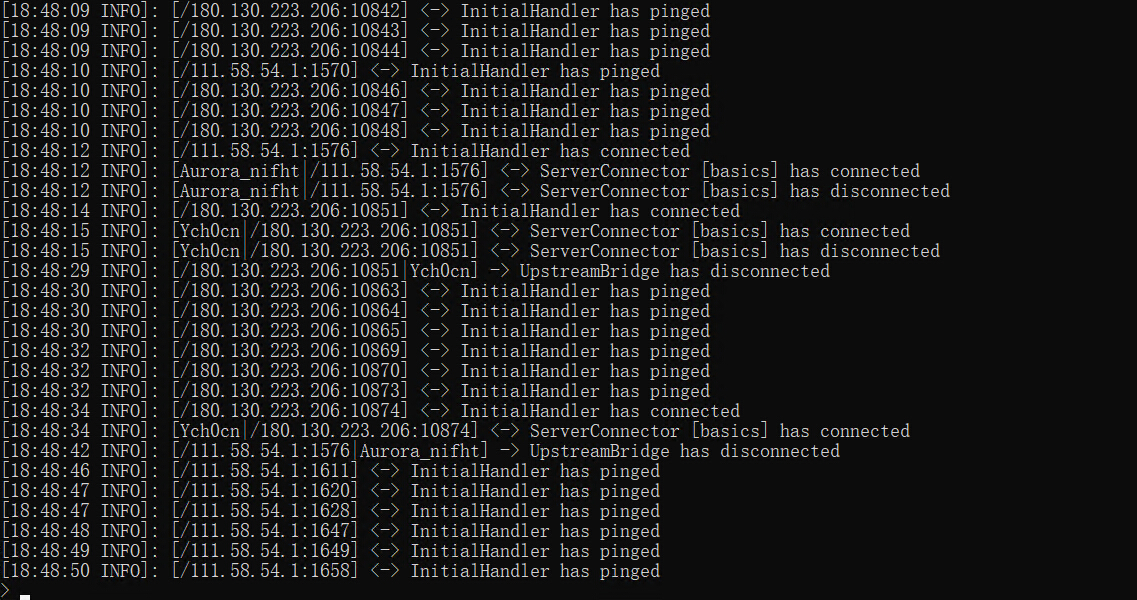 [18:48:09 INFO]: [/180.130.223.206:10842] <-> InitialHandler has pinged
[18:48:09 INFO]: [/180.130.223.206:10843] <-> InitialHandler has pinged
[18:48:09 INFO]: [/180.130.223.206:10844] <-> InitialHandler has pinged
[18:48:10 INFO]: [/111.58.54.1:1570] <-> InitialHandler has pinged
[18:48:10 INFO]: [/180.130.223.206:10846] <-> InitialHandler has pinged
[18:48:10 INFO]: [/180.130.223.206:10847] <-> InitialHandler has pinged
[18:48:10 INFO]: [/180.130.223.206:10848] <-> InitialHandler has pinged
[18:48:12 INFO]: [/111.58.54.1:1576] <-> InitialHandler has connected
[18:48:12 INFO]: [Aurora_nifht|/111.58.54.1:1576] <-> ServerConnector [basics] has connected
[18:48:12 INFO]: [Aurora_nifht|/111.58.54.1:1576] <-> ServerConnector [basics] has disconnected
[18:48:14 INFO]: [/180.130.223.206:10851] <-> InitialHandler has connected
[18:48:15 INFO]: [Ych0cn|/180.130.223.206:10851] <-> ServerConnector [basics] has connected
[18:48:15 INFO]: [Ych0cn|/180.130.223.206:10851] <-> ServerConnector [basics] has disconnected
[18:48:29 INFO]: [/180.130.223.206:10851|Ych0cn] -> UpstreamBridge has disconnected
[18:48:30 INFO]: [/180.130.223.206:10863] <-> InitialHandler has pinged
[18:48:30 INFO]: [/180.130.223.206:10864] <-> InitialHandler has pinged
[18:48:30 INFO]: [/180.130.223.206:10865] <-> InitialHandler has pinged
[18:48:32 INFO]: [/180.130.223.206:10869] <-> InitialHandler has pinged
[18:48:32 INFO]: [/180.130.223.206:10870] <-> InitialHandler has pinged
[18:48:32 INFO]: [/180.130.223.206:10873] <-> InitialHandler has pinged
[18:48:34 INFO]: [/180.130.223.206:10874] <-> InitialHandler has connected
[18:48:34 INFO]: [Ych0cn|/180.130.223.206:10874] <-> ServerConnector [basics] has connected
[18:48:42 INFO]: [/111.58.54.1:1576|Aurora_nifht] -> UpstreamBridge has disconnected
[18:48:46 INFO]: [/111.58.54.1:1611] <-> InitialHandler has pinged
[18:48:47 INFO]: [/111.58.54.1:1620] <-> InitialHandler has pinged
[18:48:47 INFO]: [/111.58.54.1:1628] <-> InitialHandler has pinged
[18:48:48 INFO]: [/111.58.54.1:1647] <-> InitialHandler has pinged
[18:48:49 INFO]: [/111.58.54.1:1649] <-> InitialHandler has pinged
[18:48:50 INFO]: [/111.58.54.1:1658] <-> InitialHandler has pinged
>